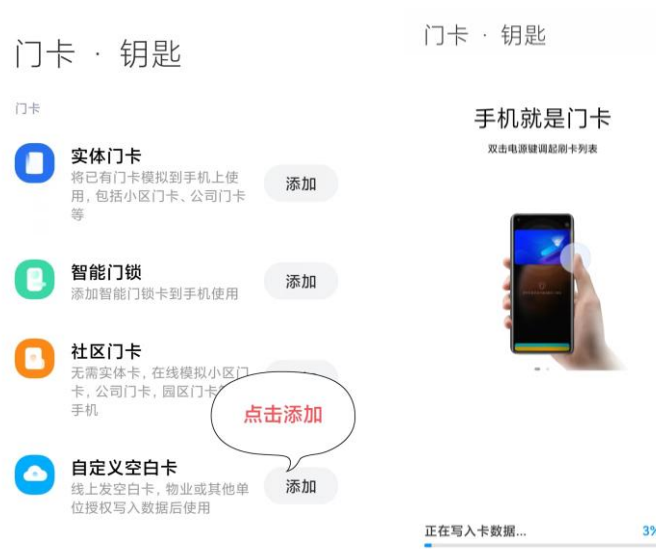 门卡 · 钥匙
门卡
实体门卡
将已有门卡模拟到手机上使
用，包括小区门卡、公司门卡
等
添加
智能门锁
添加智能门锁卡到手机使用
添加
社区门卡
无需实体卡，在线模拟小区门
卡，公司门卡，园区门卡
手机
点击添加
自定义空白卡
线上发空白卡，物业或其他单
位授权写入数据后使用
添加
门卡 · 钥匙
手机就是门卡
双击电源键调起刷卡列表
正在写入卡数据...
3%